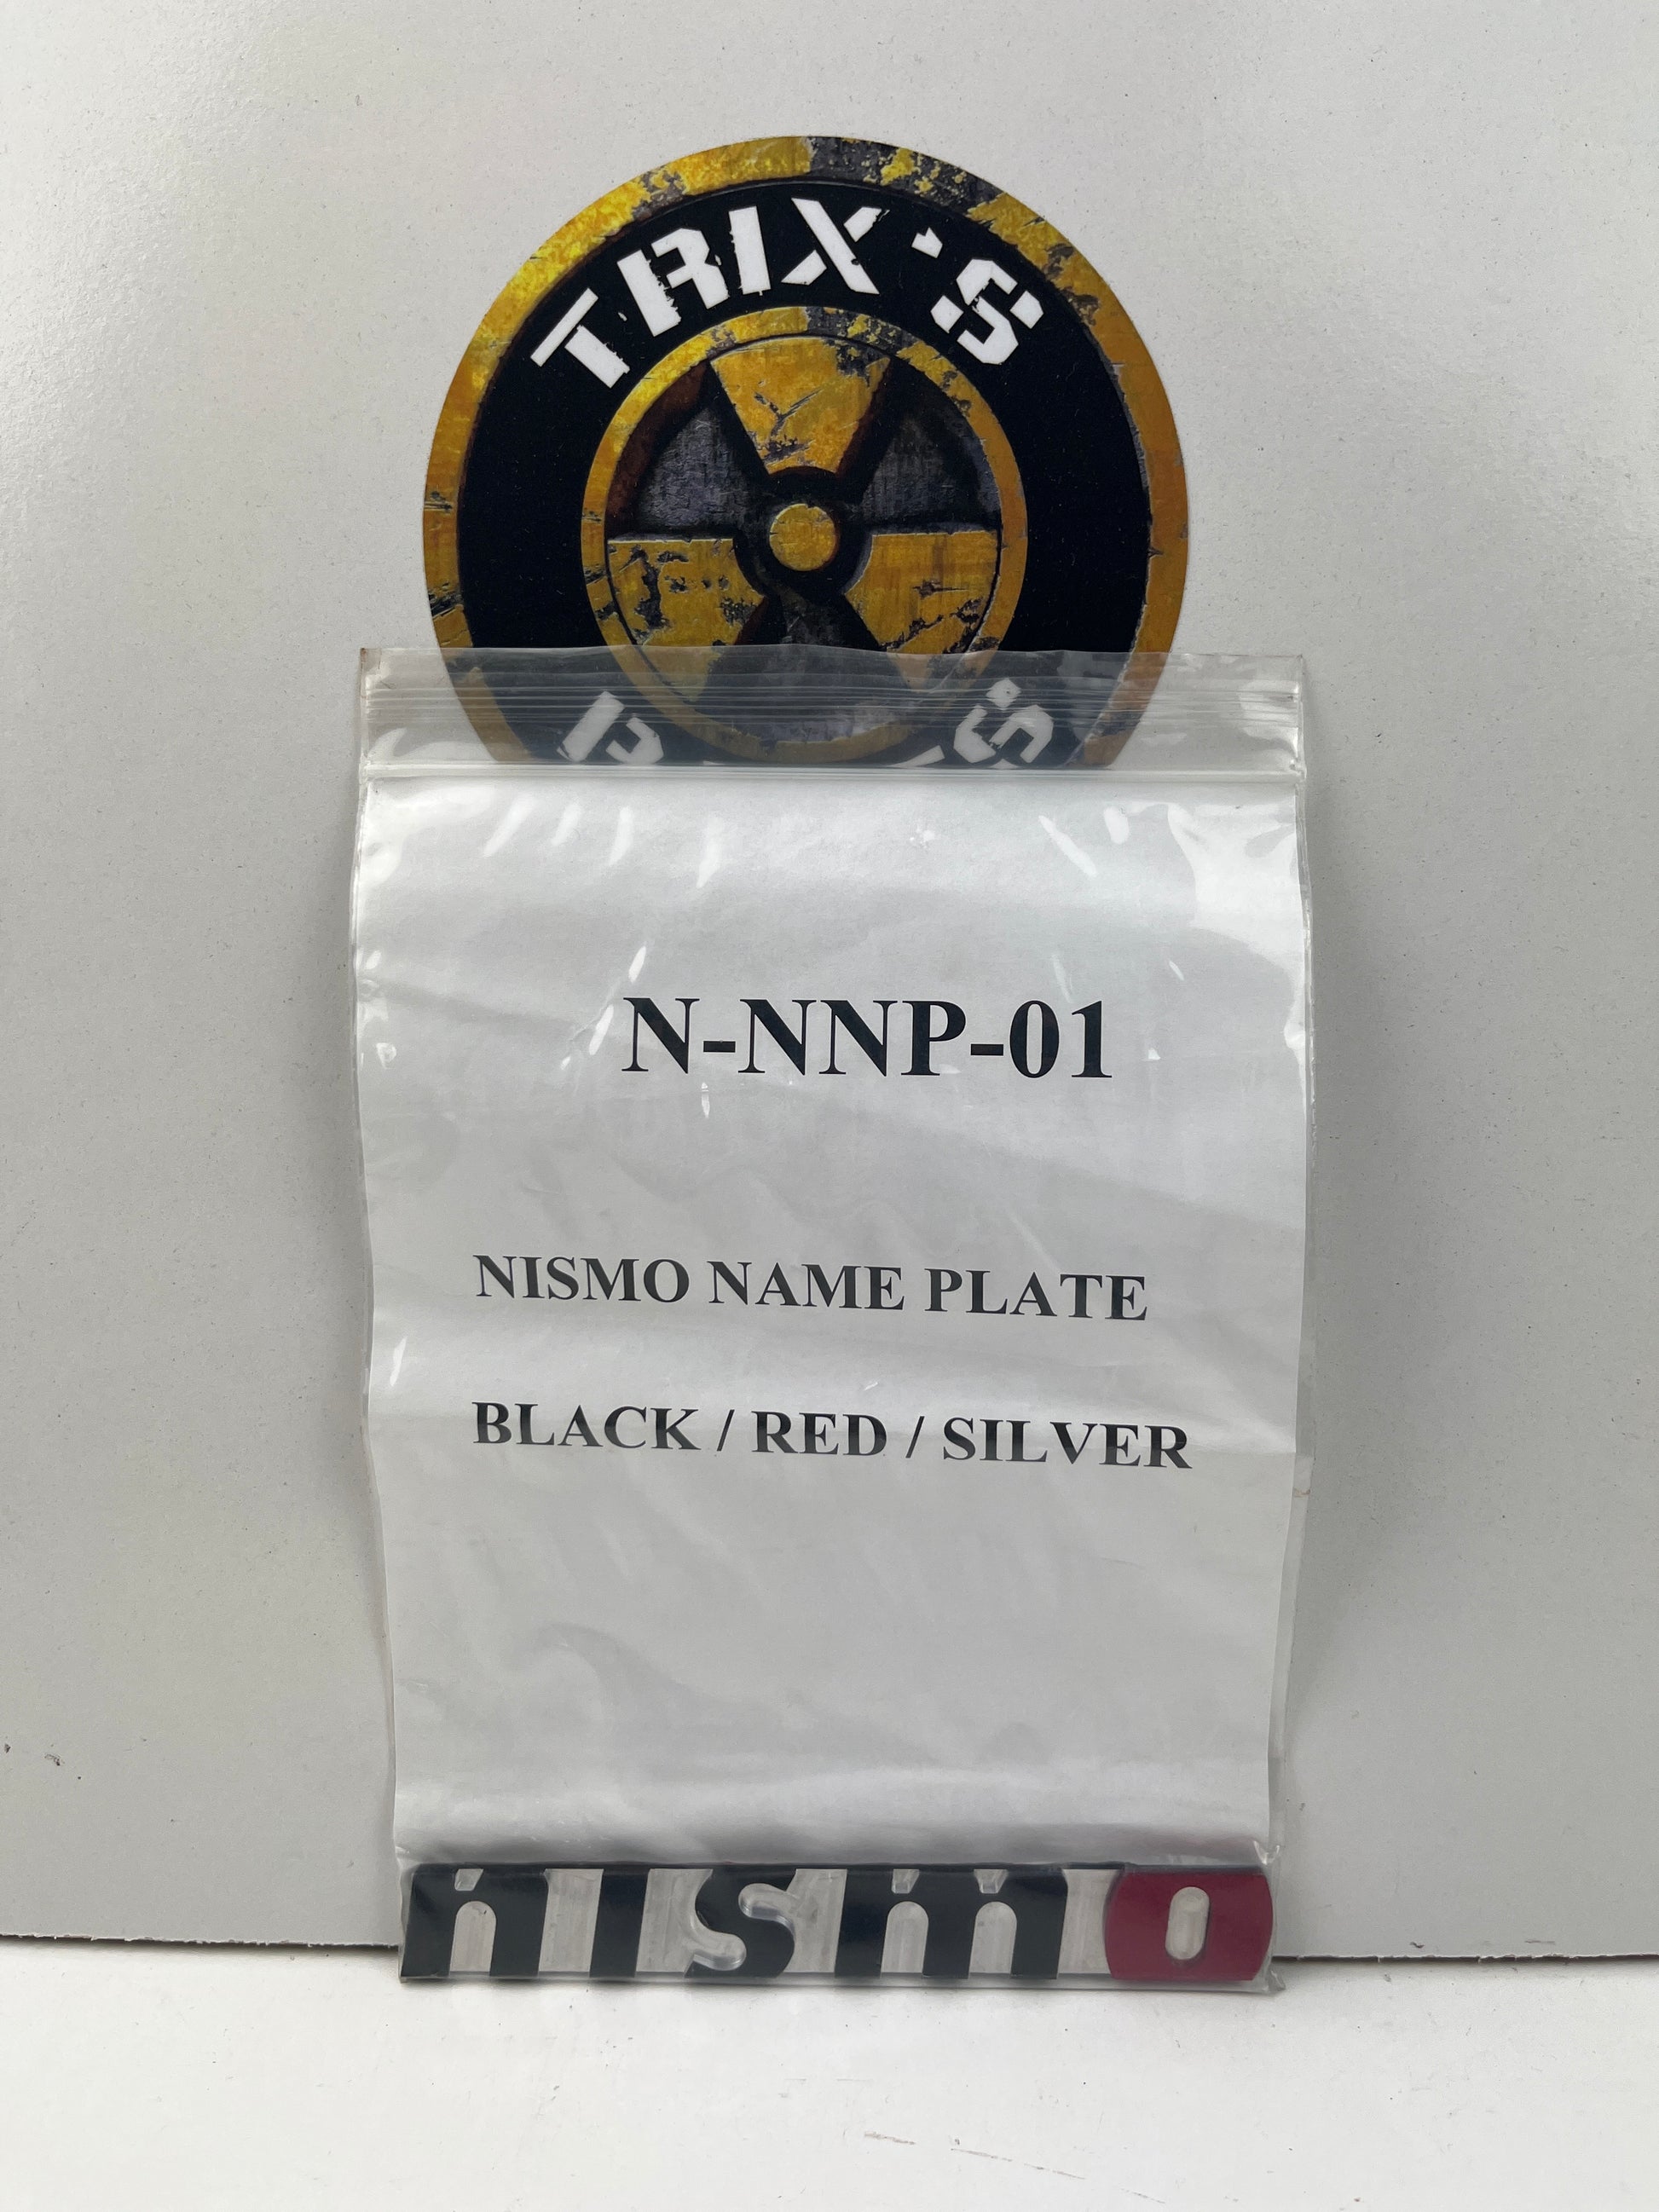 TRIX'S
N-NNP-01
NISMO NAME PLATE
BLACK / RED / SILVER
nismo